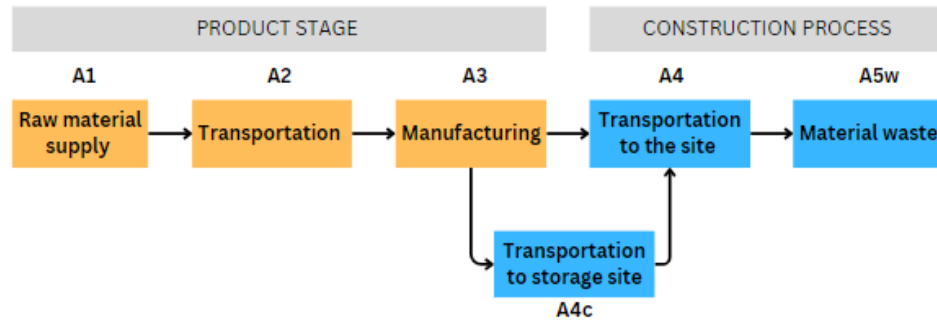 PRODUCT STAGE
CONSTRUCTION PROCESS
A1
A2
A3
A4
A5w
Raw material
supply
Transportation
Manufacturing
Transportation
to the site
Material waste
Transportation
to storage site
A4c